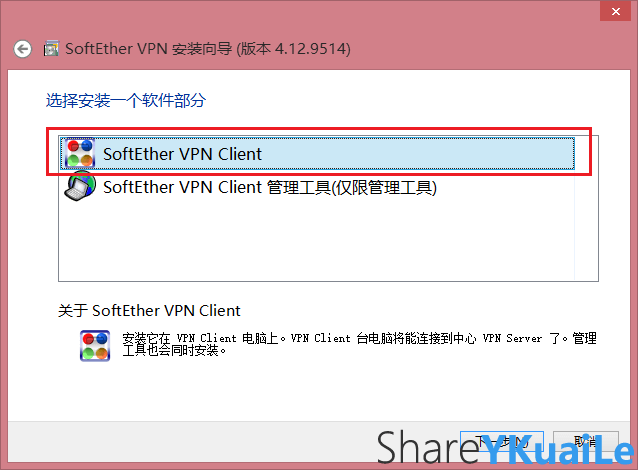 SoftEther VPN 安装向导 (版本 4.12.9514)
选择安装一个软件部分
SoftEther VPN Client
SoftEther VPN Client 管理工具(仅限管理工具)
关于 SoftEther VPN Client
安装它在 VPN Client 电脑上。VPN Client 台电脑将能连接到中心 VPN Server 了。管理
工具也会同时安装。
下一步(N) 取消
ShareYKuaiLe